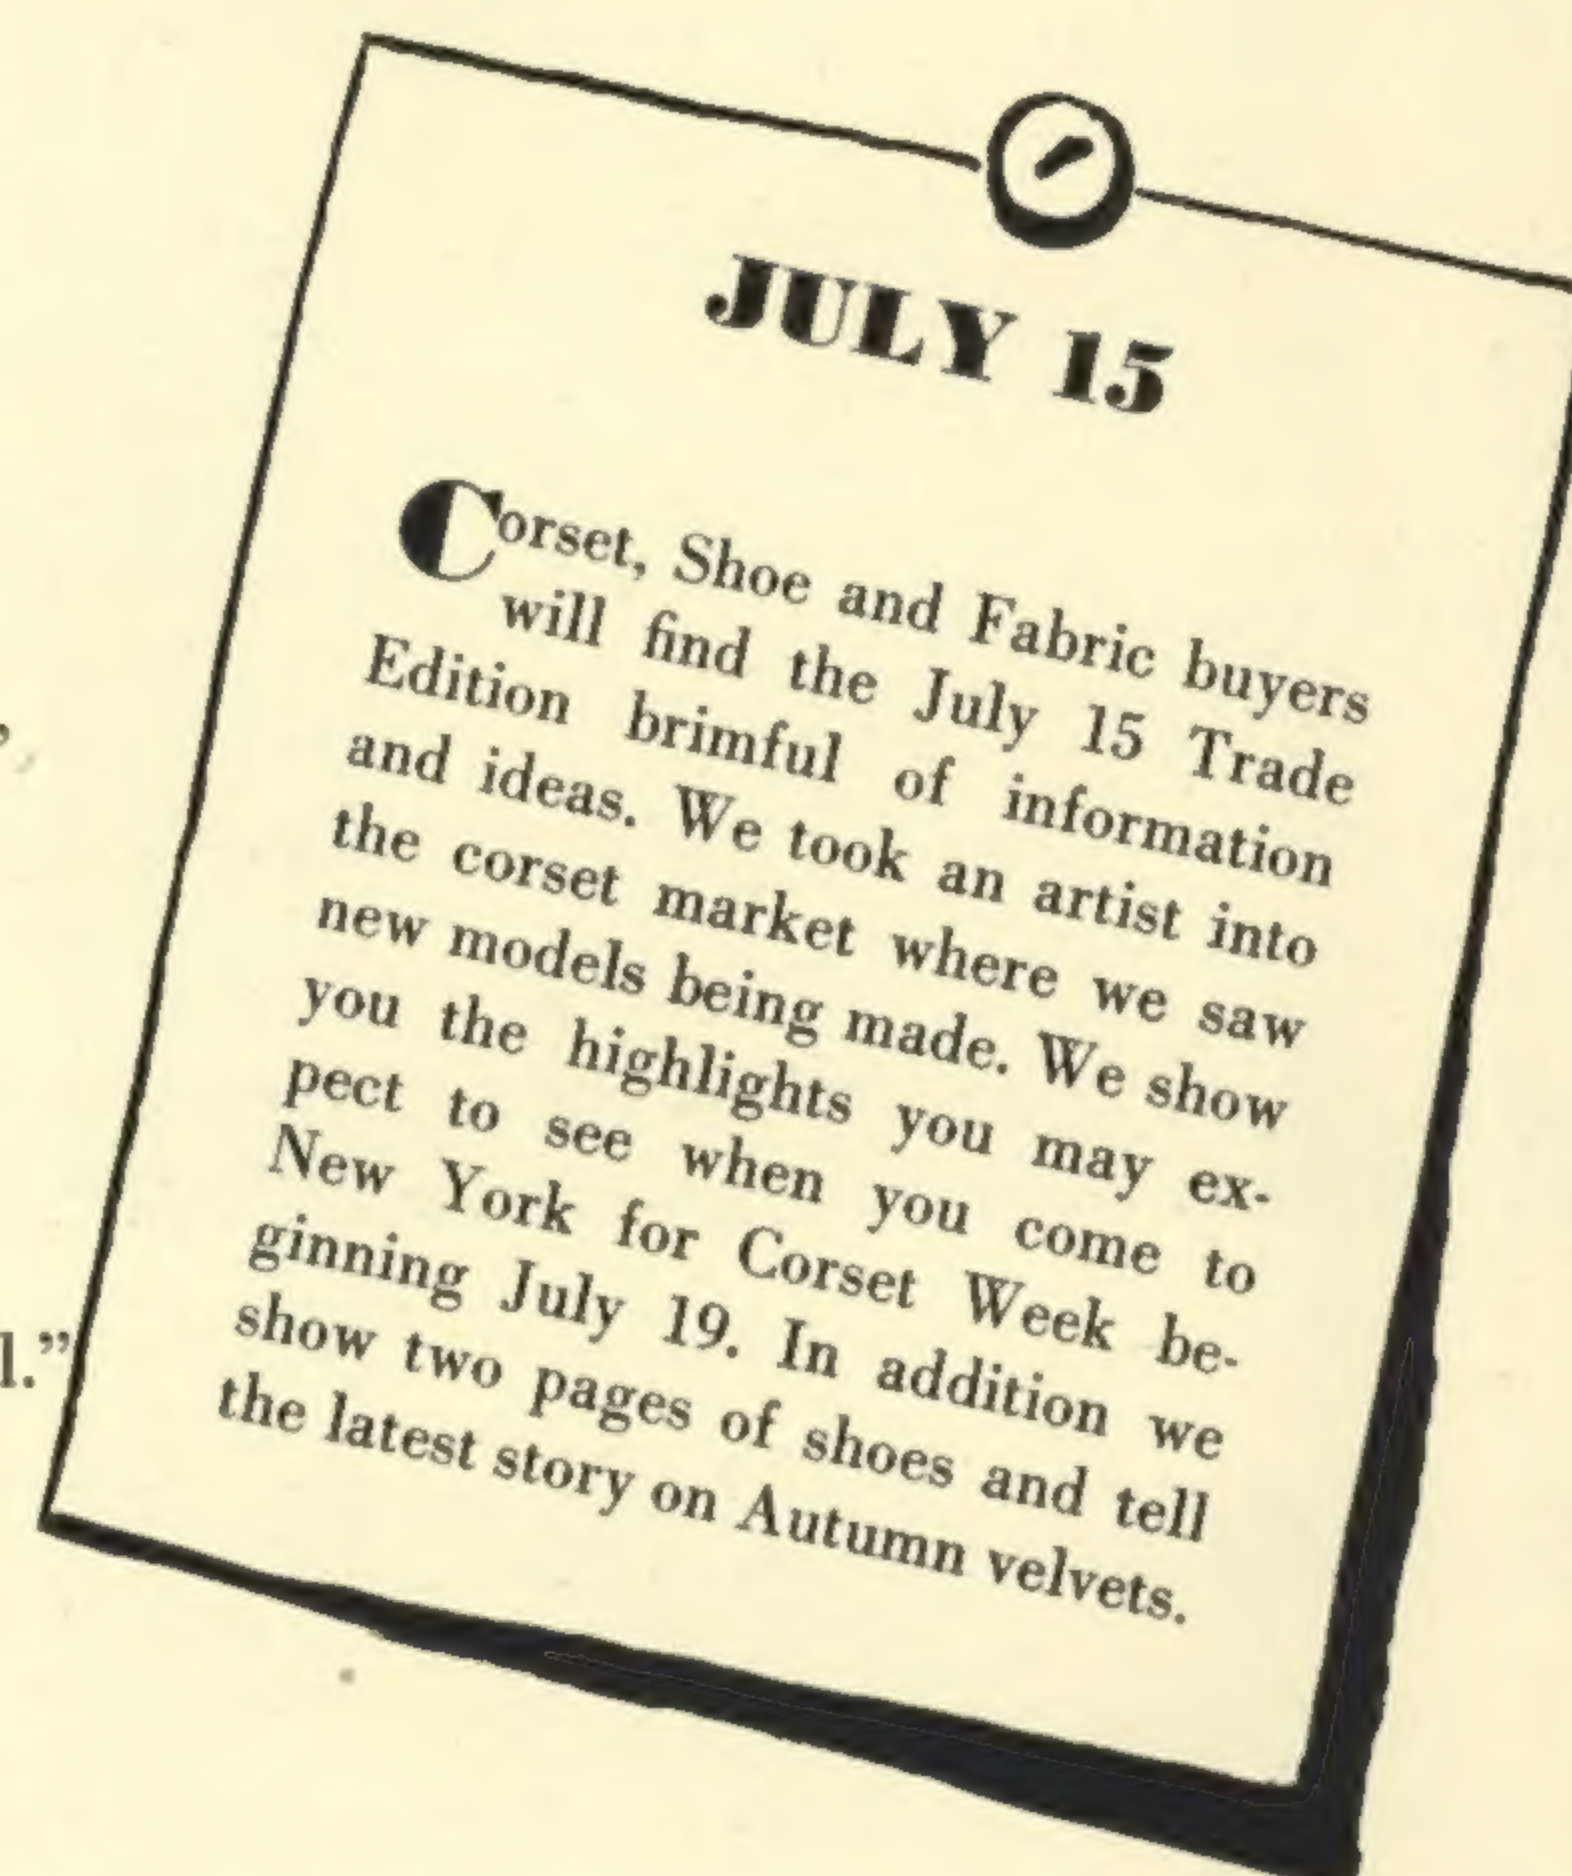 JULY 15
Corset, Shoe and Fabric buyers
will find the July 15 Trade
Edition brimful of information
and ideas. We took an artist into
the corset market where we saw
new models being made. We show
you the highlights you may ex-
pect to see when you come to
New York for Corset Week be-
ginning July 19. In addition we
show two pages of shoes and tell
the latest story on Autumn velvets.
l.”